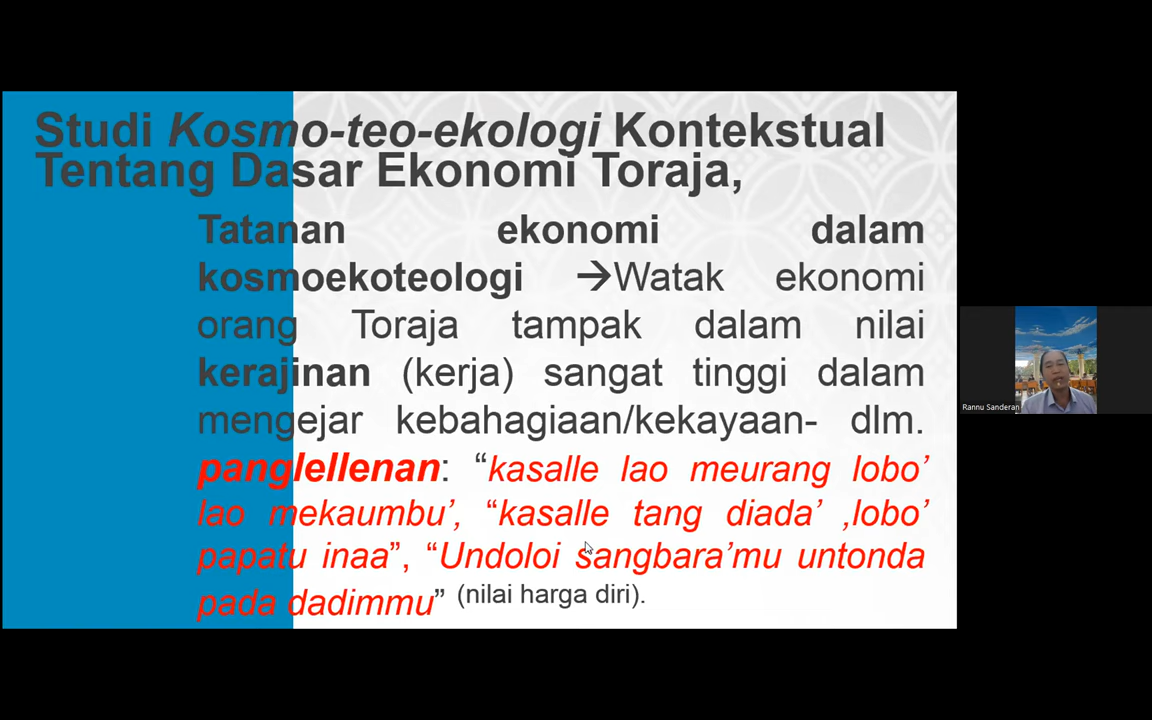 Studi Kosmo-teo-ekologi Kontekstual
Tentang Dasar Ekonomi Toraja,
Tatanan ekonomi dalam
kosmoekoteologi →Watak ekonomi
orang Toraja tampak dalam nilai
kerajinan (kerja) sangat tinggi dalam
mengejar kebahagiaan/kekayaan- dlm.
panglellenan: “kasalle lao meurang lobo’
lao mekaumbu’, “kasalle tang diada’ ,lobo’
papatu inaa”, “Undoloi sangbara’mu untonda
pada dadimmu” (nilai harga diri).
Rannu Sanderan